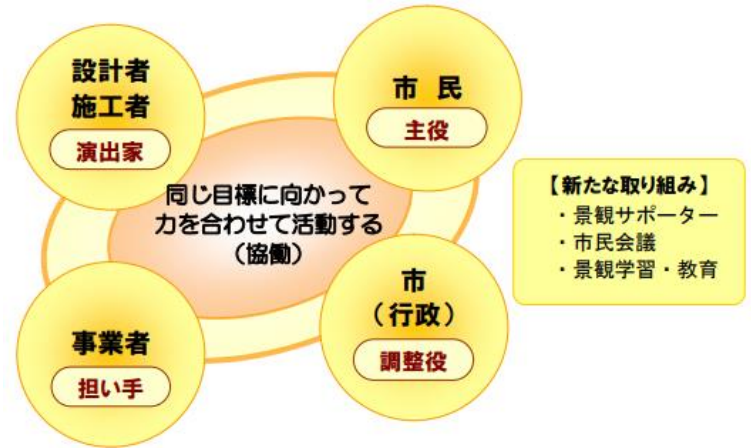 設計者
施工者
演出家
市 民
主役
同じ目標に向かって
力を合わせて活動する
（協働）
事業者
担い手
市
（行政）
調整役
【新たな取り組み】
・景観サポーター
・市民会議
・景観学習・教育